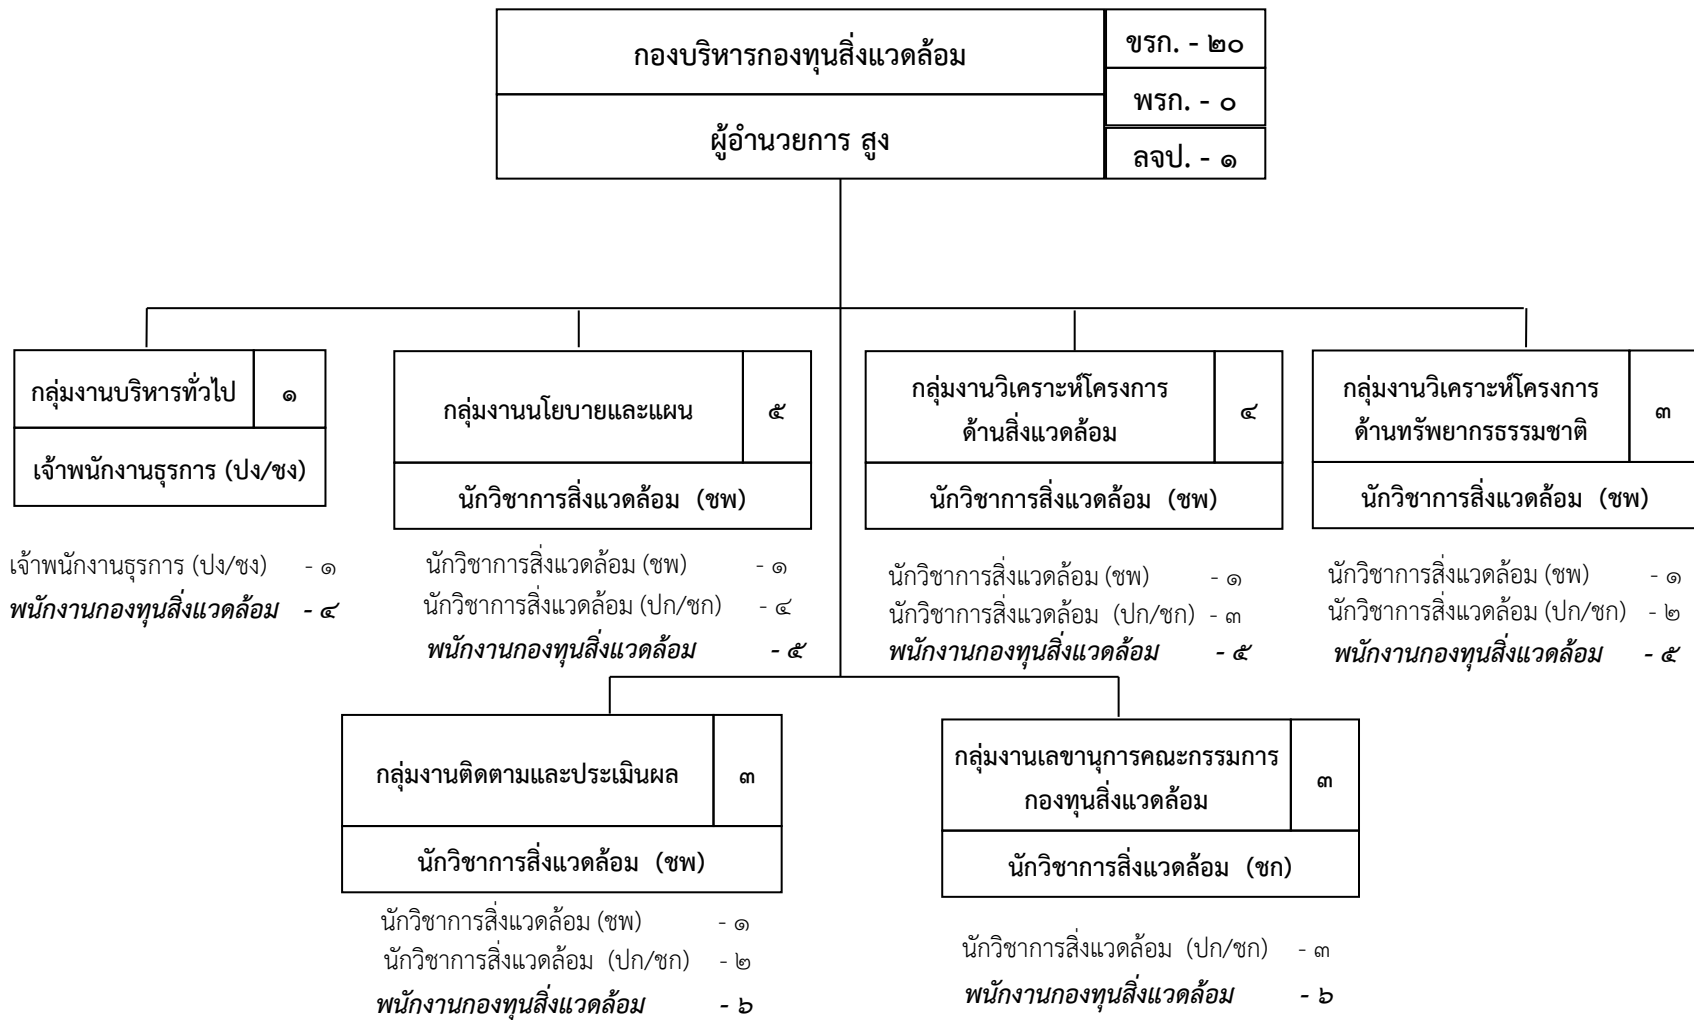 กองบริหารกองทุนสิ่งแวดล้อม
ผู้อำนวยการ สูง
ขรก. - ๒๐
พรก. - ๐
ลจป. - ๑
กลุ่มงานบริหารทั่วไป ๑
เจ้าพนักงานธุรการ (ปง/ชง)
เจ้าพนักงานธุรการ (ปง/ชง) - ๑
พนักงานกองทุนสิ่งแวดล้อม - ๔
กลุ่มงานนโยบายและแผน ๕
นักวิชาการสิ่งแวดล้อม (ชพ)
นักวิชาการสิ่งแวดล้อม (ชพ) - ๑
นักวิชาการสิ่งแวดล้อม (ปก/ชก) - ๔
พนักงานกองทุนสิ่งแวดล้อม - ๕
กลุ่มงานวิเคราะห์โครงการ
ด้านสิ่งแวดล้อม ๔
นักวิชาการสิ่งแวดล้อม (ชพ)
นักวิชาการสิ่งแวดล้อม (ชพ) - ๑
นักวิชาการสิ่งแวดล้อม (ปก/ชก) - ๓
พนักงานกองทุนสิ่งแวดล้อม - ๕
กลุ่มงานวิเคราะห์โครงการ
ด้านทรัพยากรธรรมชาติ ๓
นักวิชาการสิ่งแวดล้อม (ชพ)
นักวิชาการสิ่งแวดล้อม (ชพ) - ๑
นักวิชาการสิ่งแวดล้อม (ปก/ชก) - ๒
พนักงานกองทุนสิ่งแวดล้อม - ๕
กลุ่มงานติดตามและประเมินผล ๓
นักวิชาการสิ่งแวดล้อม (ชพ)
นักวิชาการสิ่งแวดล้อม (ชพ) - ๑
นักวิชาการสิ่งแวดล้อม (ปก/ชก) - ๒
พนักงานกองทุนสิ่งแวดล้อม - ๖
กลุ่มงานเลขานุการคณะกรรมการ
กองทุนสิ่งแวดล้อม ๓
นักวิชาการสิ่งแวดล้อม (ชก)
นักวิชาการสิ่งแวดล้อม (ปก/ชก) - ๓
พนักงานกองทุนสิ่งแวดล้อม - ๖